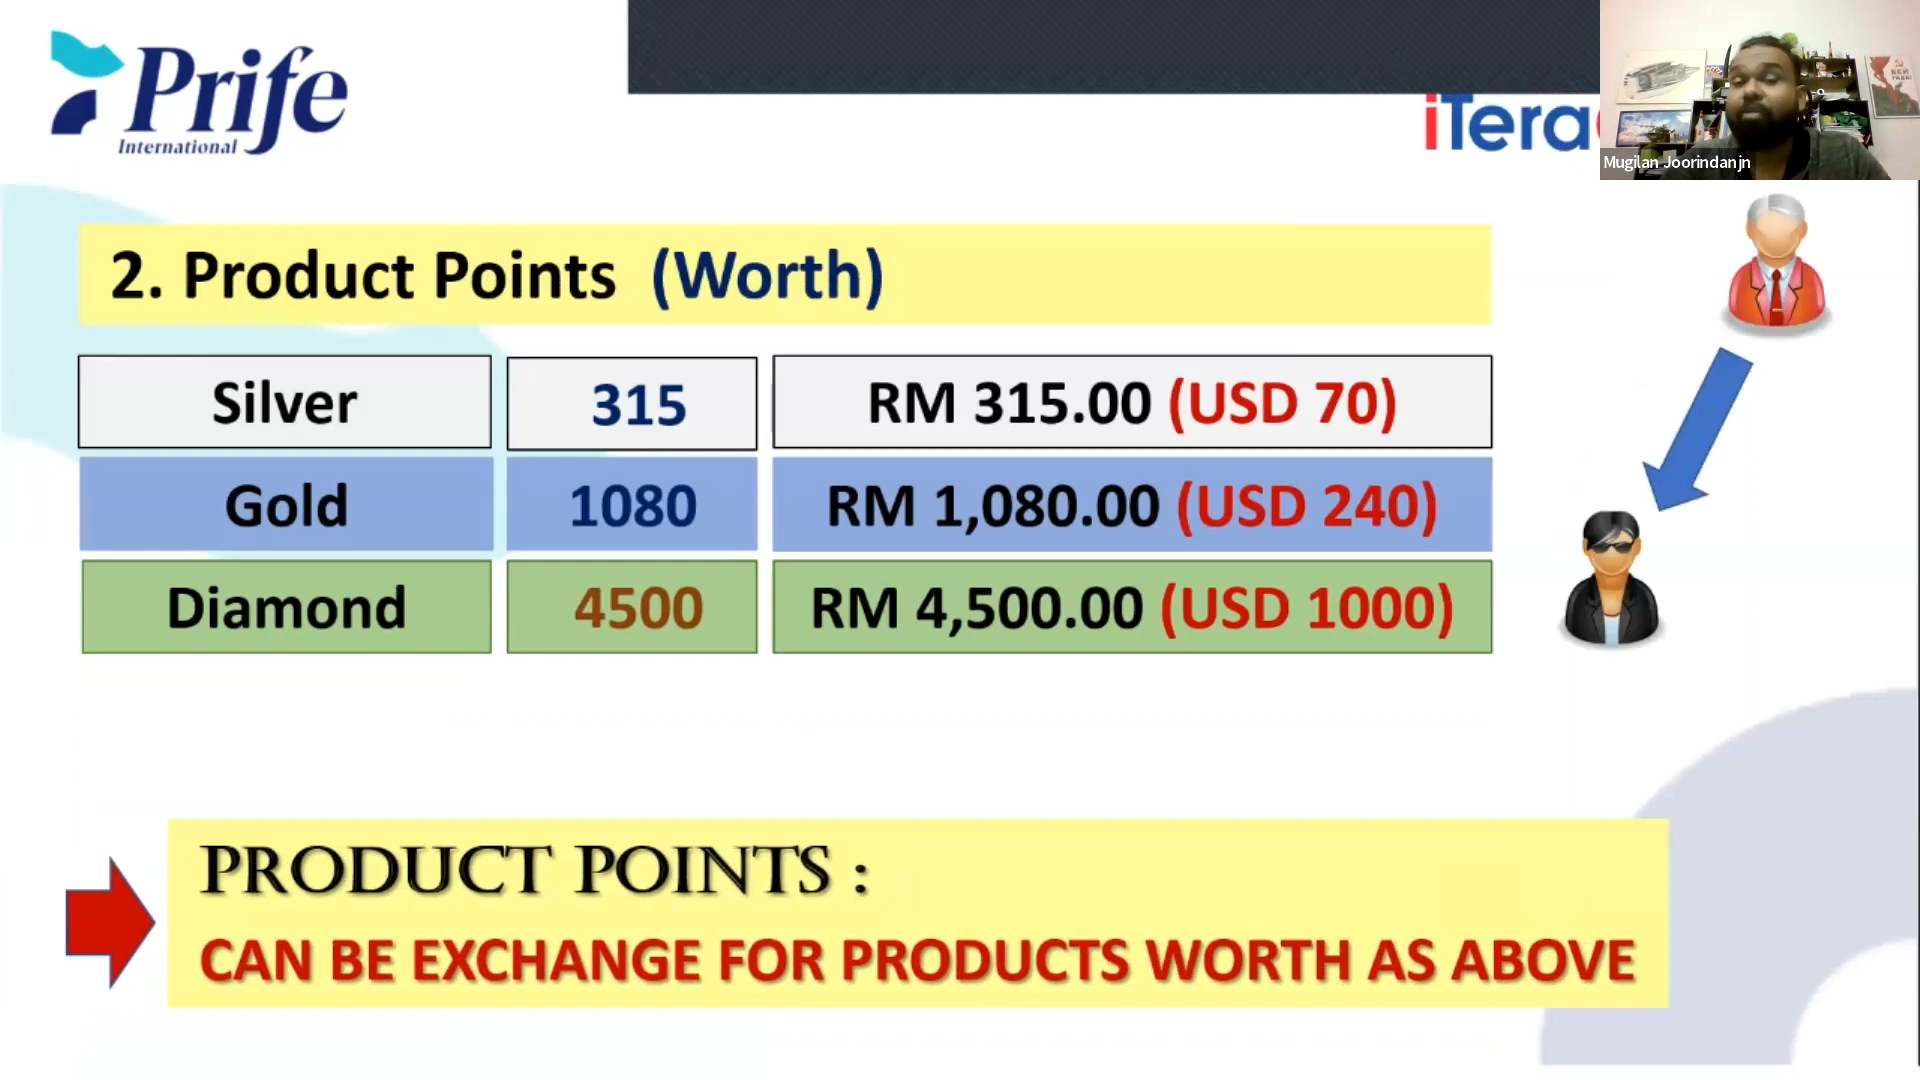 Prife
International
iTera
Mugilan Joorindanjn
2. Product Points (Worth)
Silver 315 RM 315.00 (USD 70)
Gold 1080 RM 1,080.00 (USD 240)
Diamond 4500 RM 4,500.00 (USD 1000)
PRODUCT POINTS :
CAN BE EXCHANGE FOR PRODUCTS WORTH AS ABOVE